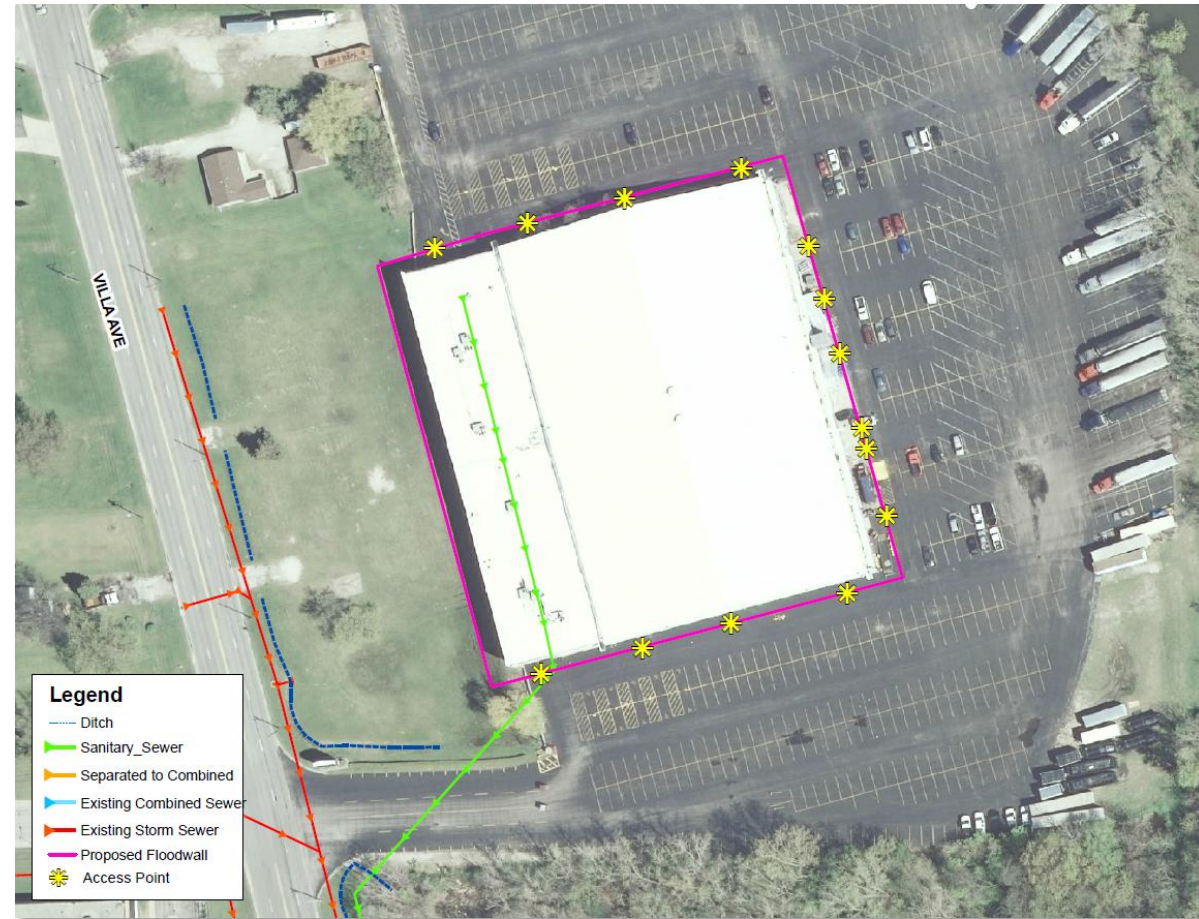 VILLA AVE
Legend
Ditch
Sanitary_Sewer
Separated to Combined
Existing Combined Sewer
Existing Storm Sewer
Proposed Floodwall
Access Point